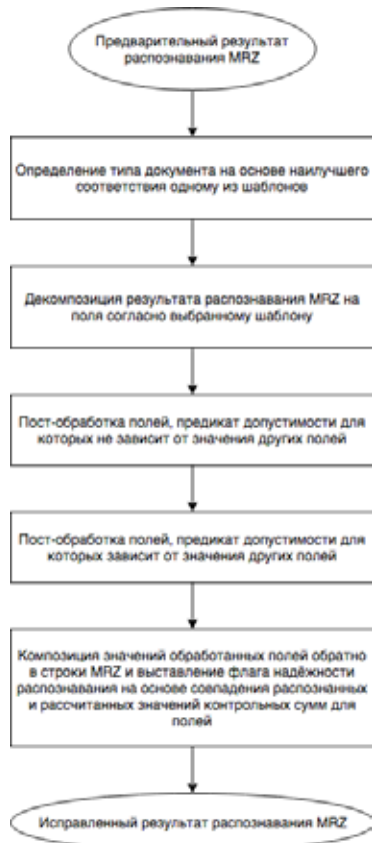 Предварительный результат
распознавания MRZ
Определение типа документа на основе наилучшего
соответствия одному из шаблонов
Декомпозиция результата распознавания MRZ на
поля согласно выбранному шаблону
Пост-обработка полей, предикат допустимости для
которых не зависит от значения других полей
Пост-обработка полей, предикат допустимости для
которых зависит от значения других полей
Композиция значений обработанных полей обратно
в строки MRZ и выставление флага надёжности
распознавания на основе совпадения распознанных
и рассчитанных значений контрольных сумм для
полей
Исправленный результат распознавания MRZ